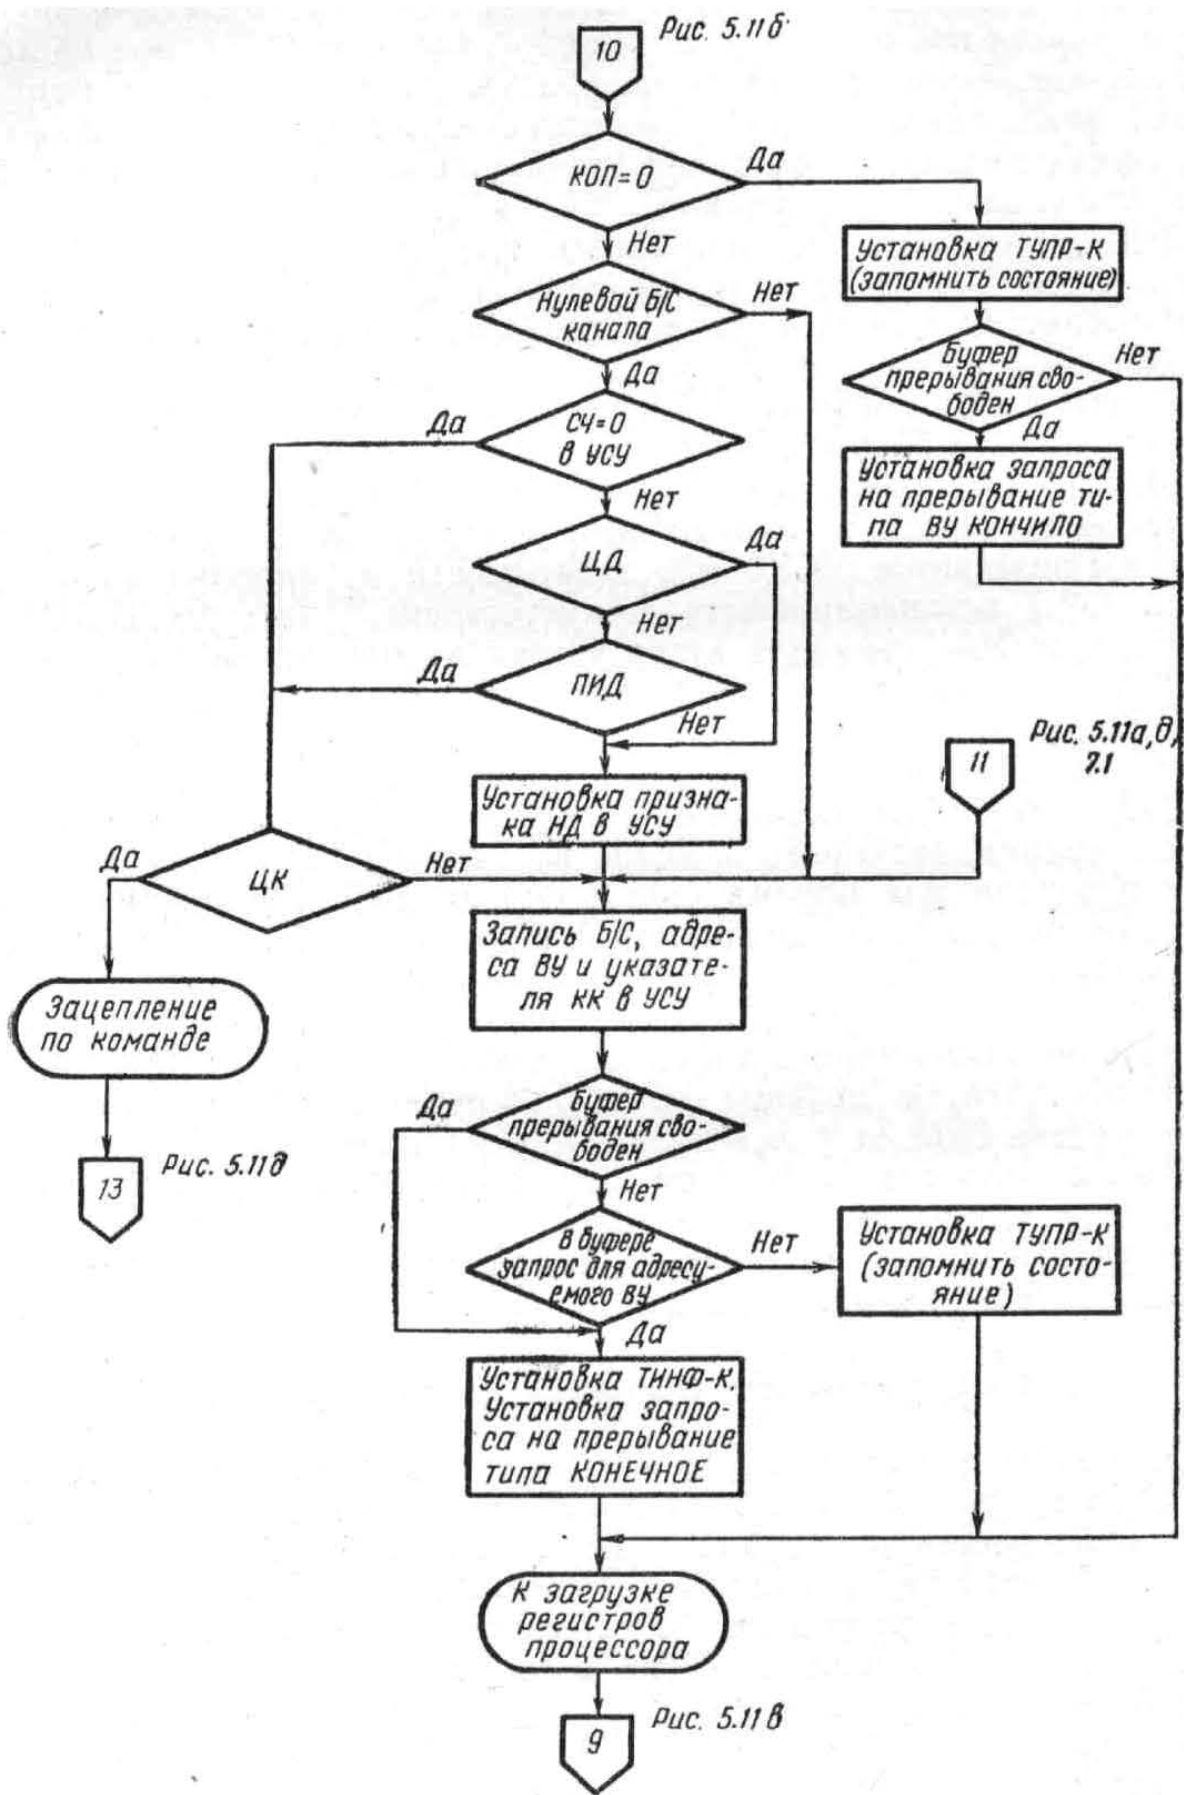 Рис. 5.11б
10
КОП=0
Да
Нет
Установка ТУПР-К
(запомнить состояние)
Нулевой Б/С
канала
Нет
Да
Буфер
прерывания сво-
боден
Нет
Да
СЧ=0
в УСУ
Да
Нет
Установка запроса
на прерывание ти-
па ВУ КОНЧИЛО
ЦД
Да
Нет
ПИД
Да
Нет
Рис. 5.11а,д,
7.1
11
Установка призна-
ка НД в УСУ
ЦК
Да
Нет
Запись Б/С, адре-
са ВУ и указате-
ля КК в УСУ
Зацепление
по команде
Буфер
прерывания сво-
боден
Да
Нет
Рис. 5.11д
13
В буфере
запрос для адресу-
емого ВУ
Нет
Да
Установка ТУПР-К
(запомнить состо-
яние)
Установка ТИНФ-К.
Установка запро-
са на прерывание
типа КОНЕЧНОЕ
К загрузке
регистров
процессора
Рис. 5.11в
9